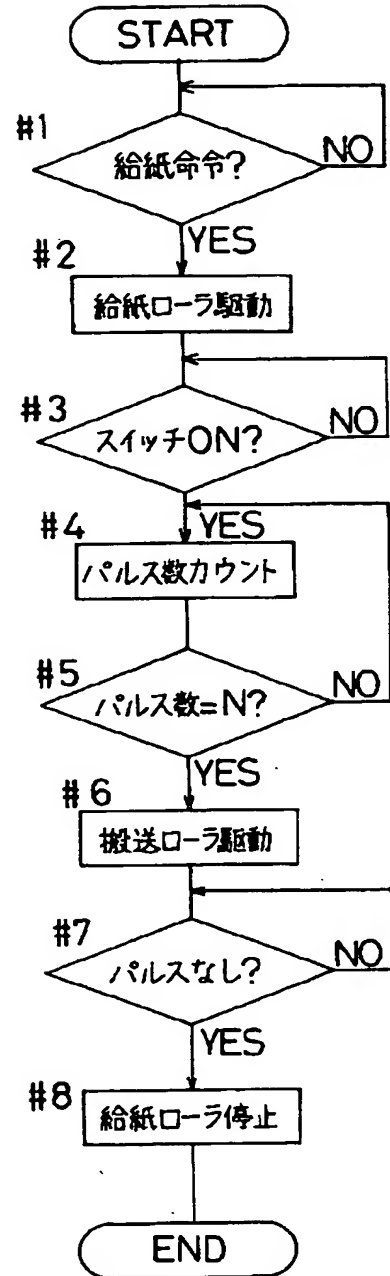 START
#1
給紙命令?
NO
YES
#2
給紙ローラ駆動
#3
スイッチON?
NO
YES
#4
パルス数カウント
#5
パルス数=N?
NO
YES
#6
搬送ローラ駆動
#7
パルスなし?
NO
YES
#8
給紙ローラ停止
END